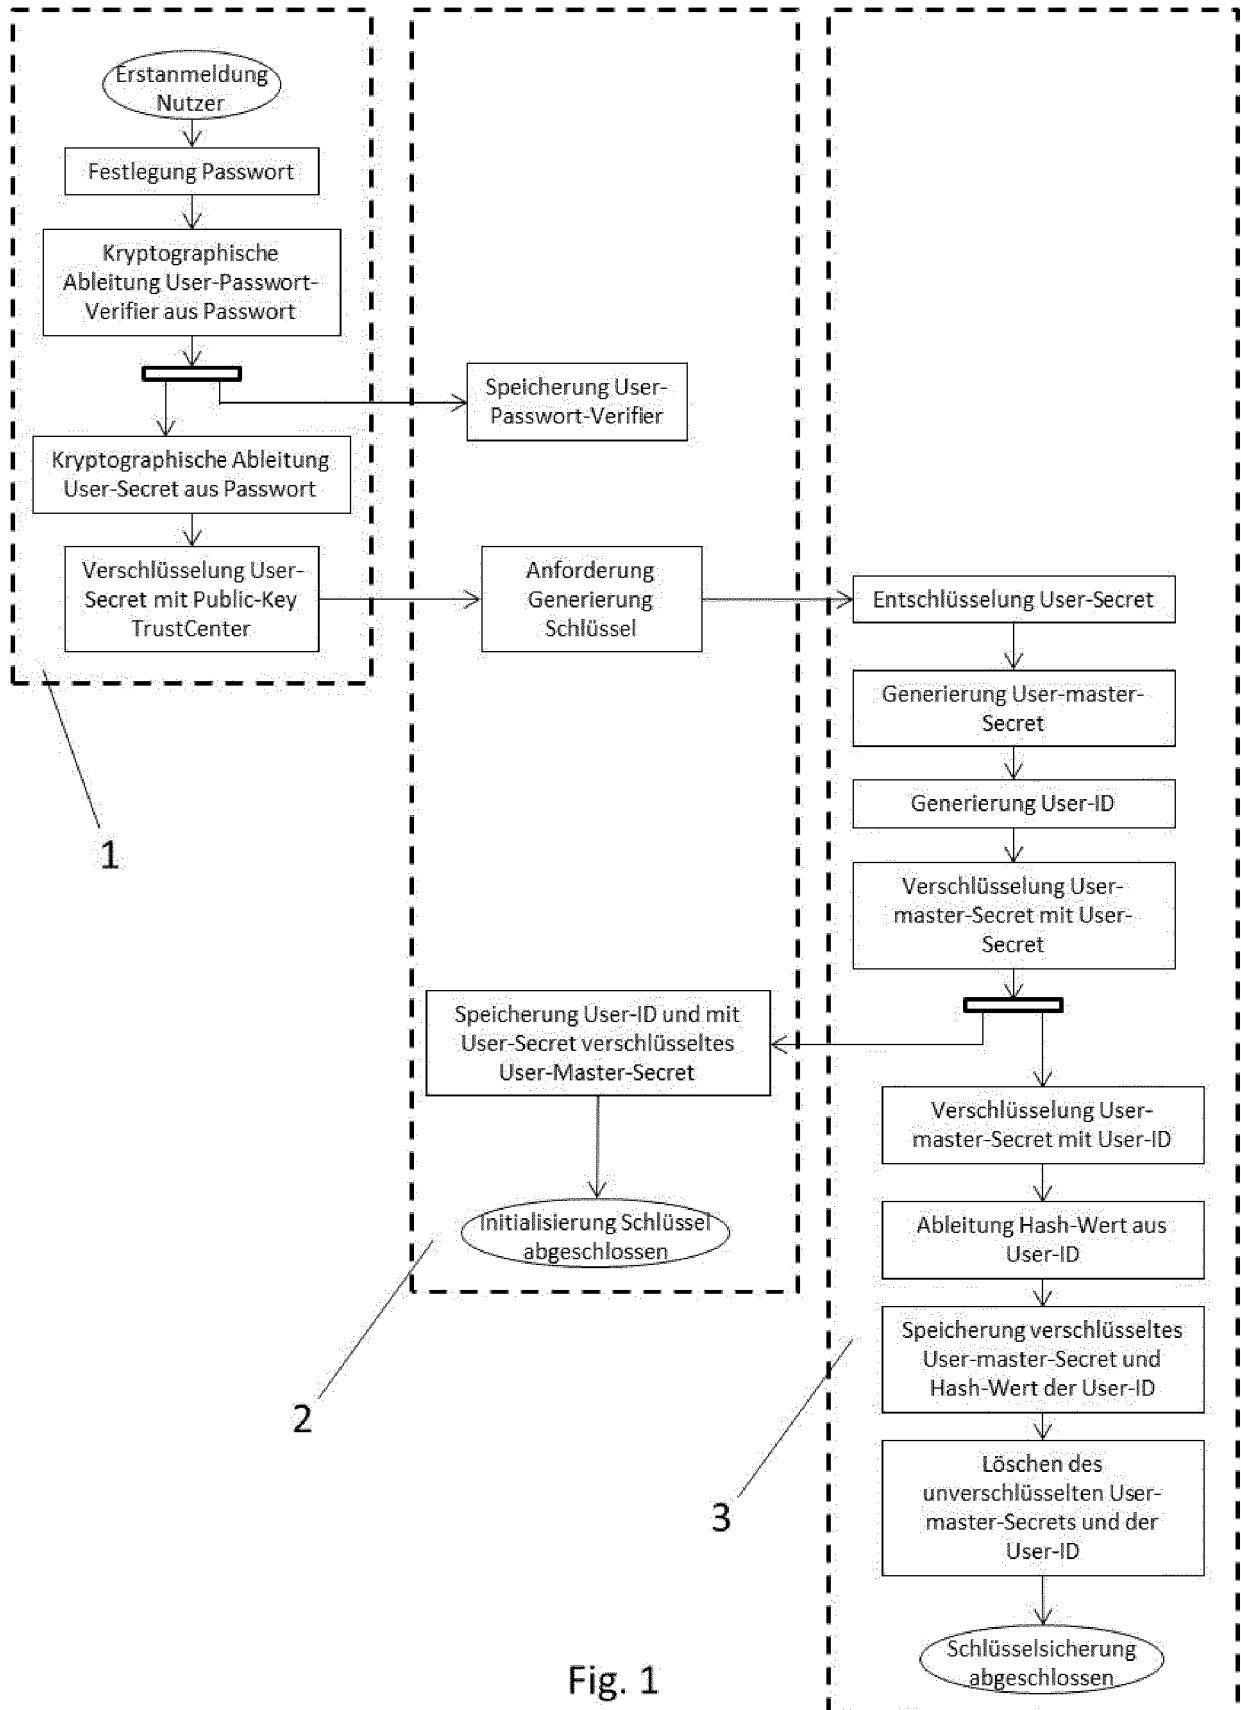 Erstanmeldung
Nutzer
Festlegung Passwort
Kryptographische
Ableitung User-Passwort-
Verifier aus Passwort
Speicherung User-
Passwort-Verifier
Kryptographische Ableitung
User-Secret aus Passwort
Verschlüsselung User-
Secret mit Public-Key
TrustCenter
Anforderung
Generierung
Schlüssel
Entschlüsselung User-Secret
Generierung User-master-
Secret
Generierung User-ID
1
Verschlüsselung User-
master-Secret mit User-
Secret
Speicherung User-ID und mit
User-Secret verschlüsseltes
User-Master-Secret
Verschlüsselung User-
master-Secret mit User-ID
Initialisierung Schlüssel
abgeschlossen
Ableitung Hash-Wert aus
User-ID
Speicherung verschlüsseltes
User-master-Secret und
Hash-Wert der User-ID
2
Löschen des
unverschlüsselten User-
master-Secrets und der
User-ID
3
Schlüsselsicherung
abgeschlossen
Fig. 1